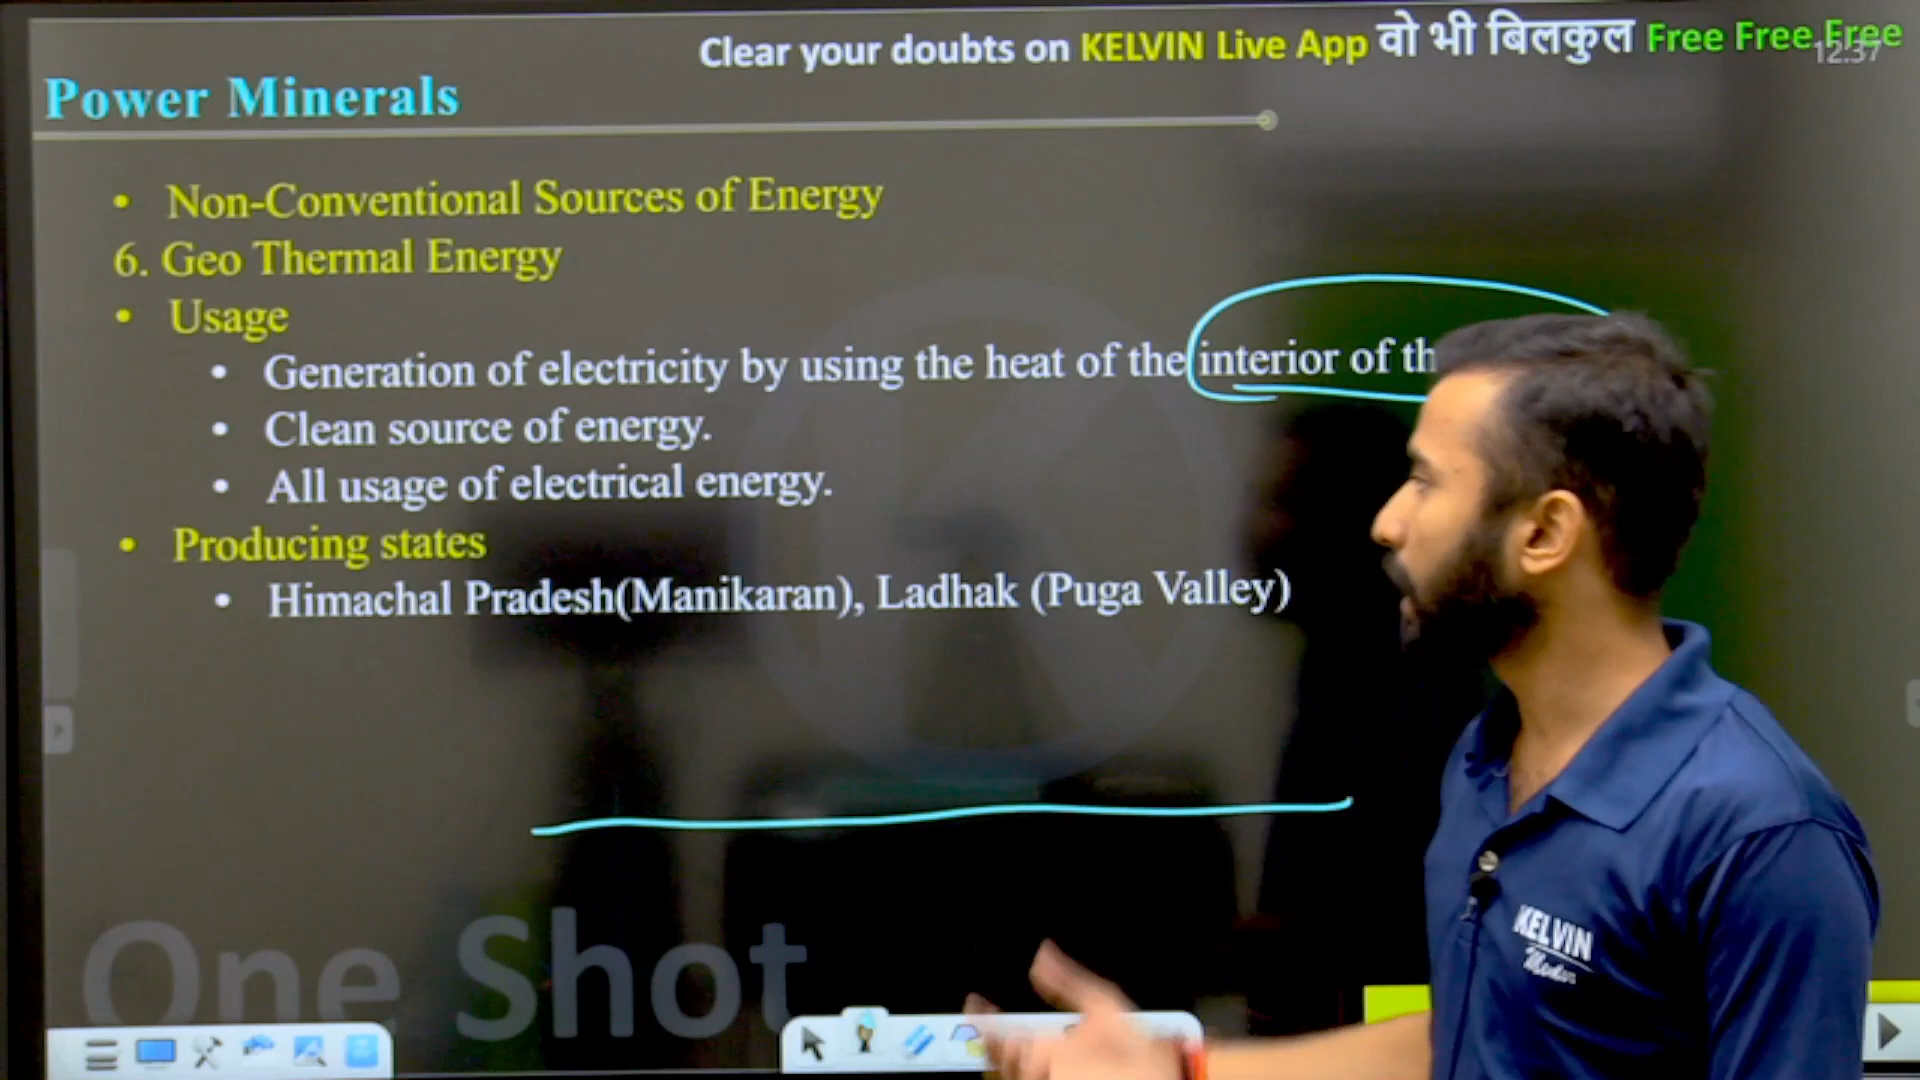 Clear your doubts on KELVIN Live App वो भी बिलकुल Free Free Free
12:37
Power Minerals
• Non-Conventional Sources of Energy
6. Geo Thermal Energy
• Usage
• Generation of electricity by using the heat of the interior of th
• Clean source of energy.
• All usage of electrical energy.
• Producing states
• Himachal Pradesh(Manikaran), Ladhak (Puga Valley)
One Shot
KELVIN